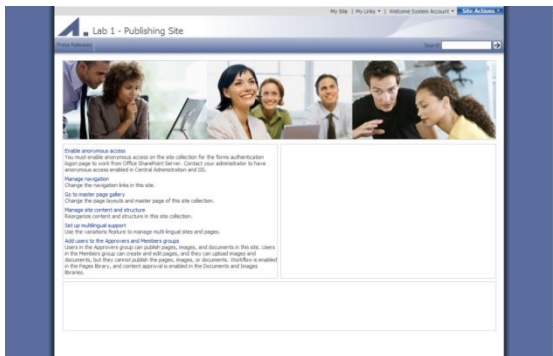 My Site | My Links | Welcome System Account Site Actions
Lab 1 - Publishing Site
Press Releases Search
Enable anonymous access
You must enable anonymous access on the site collection for the forms authentication
logon page to work from Office SharePoint Server. Contact your administrator to have
anonymous access enabled in Central Administration and IIS.
Manage navigation
Change the navigation links in this site.
Go to master page gallery
Change the page layouts and master page of this site collection.
Manage site content and structure
Reorganize content and structure in this site collection.
Set up multilingual support
Use the variations feature to manage multi-lingual sites and pages.
Add users to the Approvers and Members groups
Users in the Approvers group can publish pages, images, and documents in this site. Users
in the Members group can create and edit pages, and they can upload images and
documents, but they cannot publish the pages, images, or documents. Workflow is enabled
in the Pages library, and content approval is enabled in the Documents and Images
libraries.